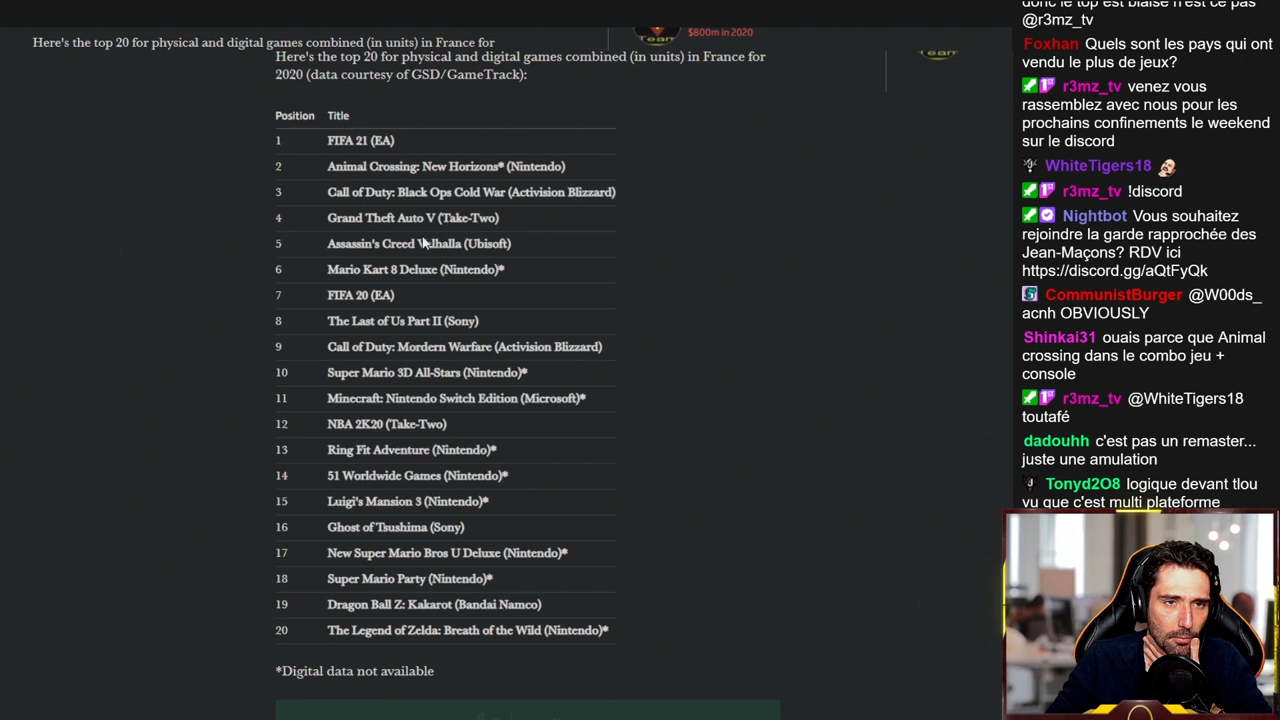 Here's the top 20 for physical and digital games combined (in units) in France for
$800m in 2020
Team
Here's the top 20 for physical and digital games combined (in units) in France for
2020 (data courtesy of GSD/GameTrack):
Team
Position Title
1 FIFA 21 (EA)
2 Animal Crossing: New Horizons* (Nintendo)
3 Call of Duty: Black Ops Cold War (Activision Blizzard)
4 Grand Theft Auto V (Take-Two)
5 Assassin's Creed Valhalla (Ubisoft)
6 Mario Kart 8 Deluxe (Nintendo)*
7 FIFA 20 (EA)
8 The Last of Us Part II (Sony)
9 Call of Duty: Mordern Warfare (Activision Blizzard)
10 Super Mario 3D All-Stars (Nintendo)*
11 Minecraft: Nintendo Switch Edition (Microsoft)*
12 NBA 2K20 (Take-Two)
13 Ring Fit Adventure (Nintendo)*
14 51 Worldwide Games (Nintendo)*
15 Luigi's Mansion 3 (Nintendo)*
16 Ghost of Tsushima (Sony)
17 New Super Mario Bros U Deluxe (Nintendo)*
18 Super Mario Party (Nintendo)*
19 Dragon Ball Z: Kakarot (Bandai Namco)
20 The Legend of Zelda: Breath of the Wild (Nintendo)*
*Digital data not available
donc le top est biaisé n'est ce pas
@r3mz_tv
Foxhan Quels sont les pays qui ont
vendu le plus de jeux?
r3mz_tv venez vous
rassemblez avec nous pour les
prochains confinements le weekend
sur le discord
WhiteTigers18
r3mz_tv !discord
Nightbot Vous souhaitez
rejoindre la garde rapprochée des
Jean-Maçons? RDV ici
https://discord.gg/aQtFyQk
CommunistBurger @W00ds_
acnh OBVIOUSLY
Shinkai31 ouais parce que Animal
crossing dans le combo jeu +
console
r3mz_tv @WhiteTigers18
toutafé
dadouhh c'est pas un remaster...
juste une amulation
Tonyd2O8 logique devant tlou
vu que c'est multi plateforme